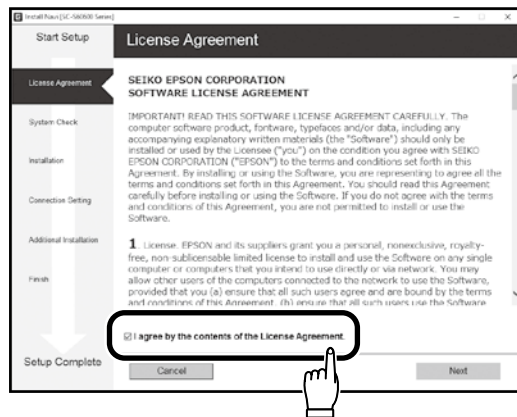 Install Navi [SC-S80600 Series]
Start Setup
License Agreement
License Agreement
System Check
Installation
Connection Setting
Additional Installation
Finish
Setup Complete
SEIKO EPSON CORPORATION
SOFTWARE LICENSE AGREEMENT
IMPORTANT! READ THIS SOFTWARE LICENSE AGREEMENT CAREFULLY. The
computer software product, fontware, typefaces and/or data, including any
accompanying explanatory written materials (the "Software") should only be
installed or used by the Licensee ("you") on the condition you agree with SEIKO
EPSON CORPORATION ("EPSON") to the terms and conditions set forth in this
Agreement. By installing or using the Software, you are representing to agree all the
terms and conditions set forth in this Agreement. You should read this Agreement
carefully before installing or using the Software. If you do not agree with the terms
and conditions of this Agreement, you are not permitted to install or use the
Software.
1. License. EPSON and its suppliers grant you a personal, nonexclusive, royalty-
free, non-sublicensable limited license to install and use the Software on any single
computer or computers that you intend to use directly or via network. You may
allow other users of the computers connected to the network to use the Software,
provided that you (a) ensure that all such users agree and are bound by the terms
and conditions of this Agreement, (b) ensure that all such users use the Software
I agree by the contents of the License Agreement.
Cancel
Next